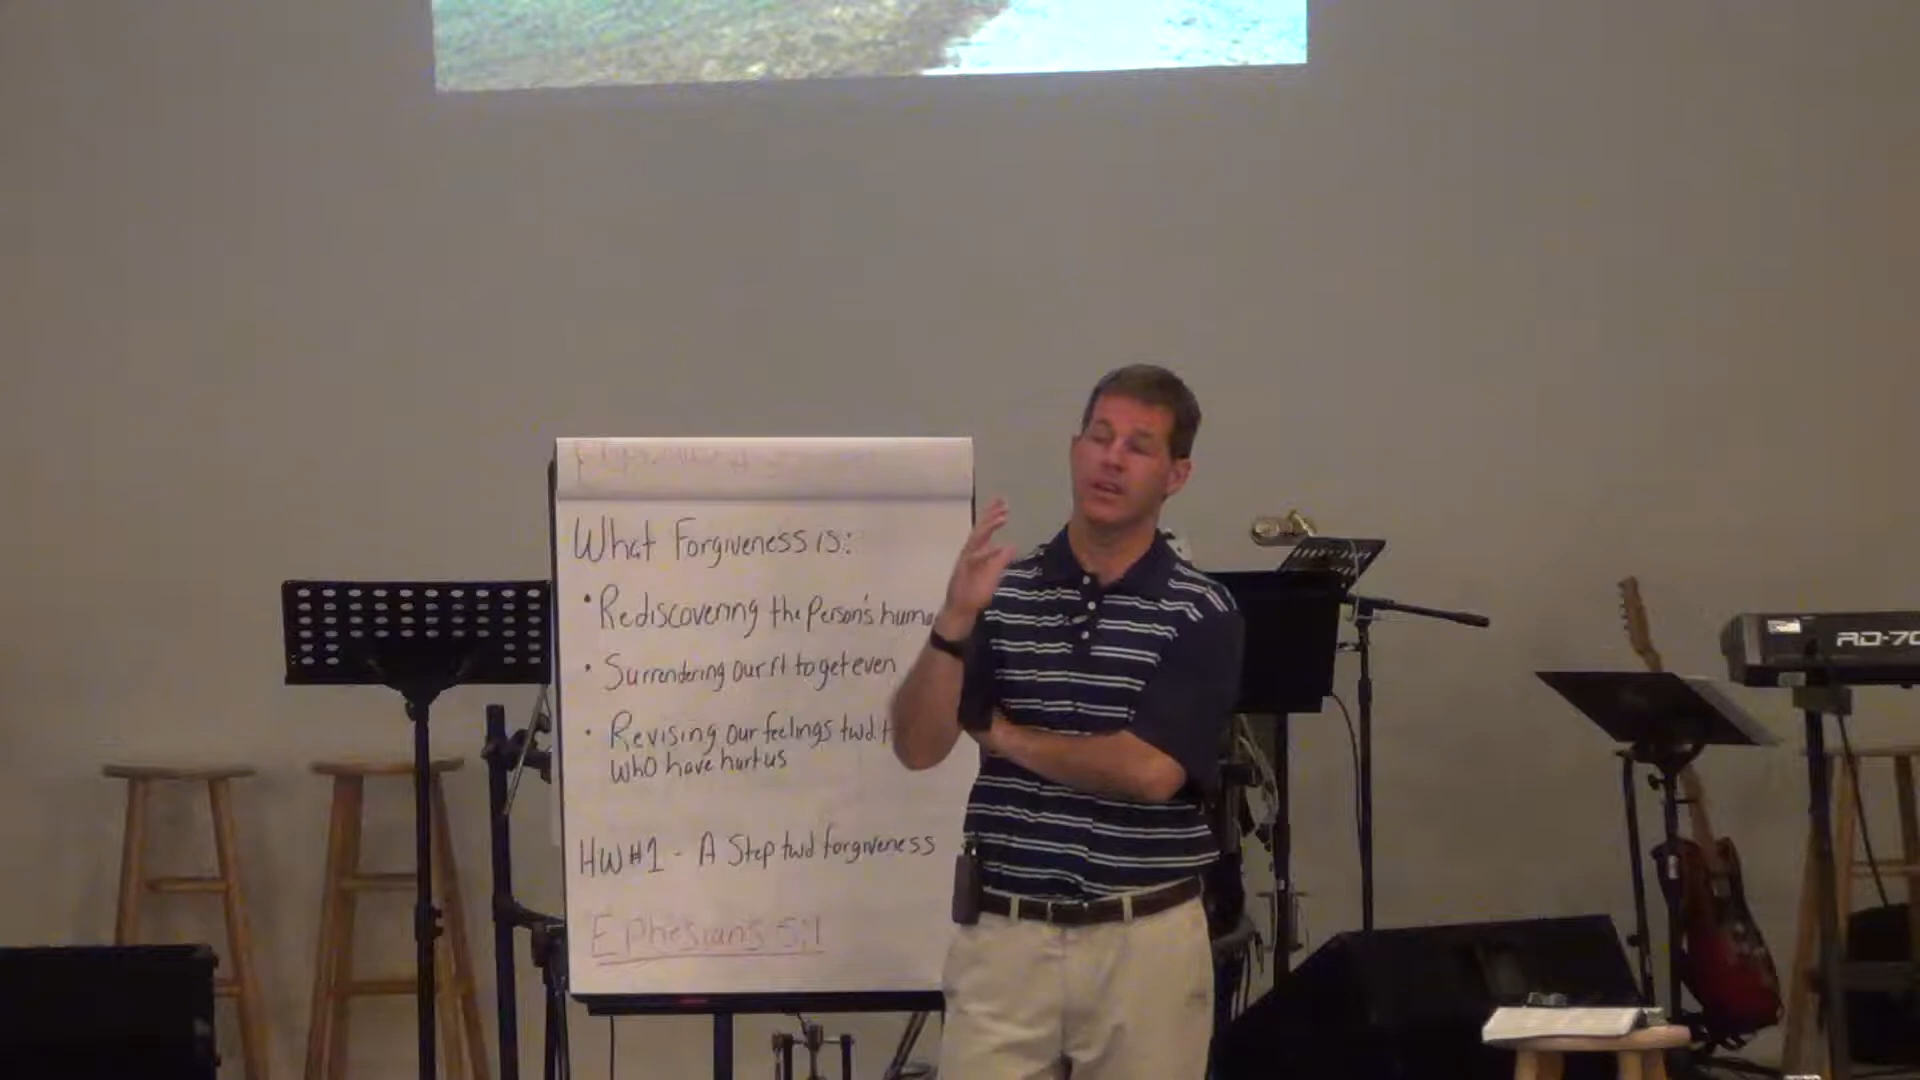 What Forgiveness is:
• Rediscovering the Person's huma
• Surrendering our rt to get even
• Revising our feelings twd t
who have hurt us
HW#1 - A Step twd forgiveness
Ephesians 5:1
RD-70